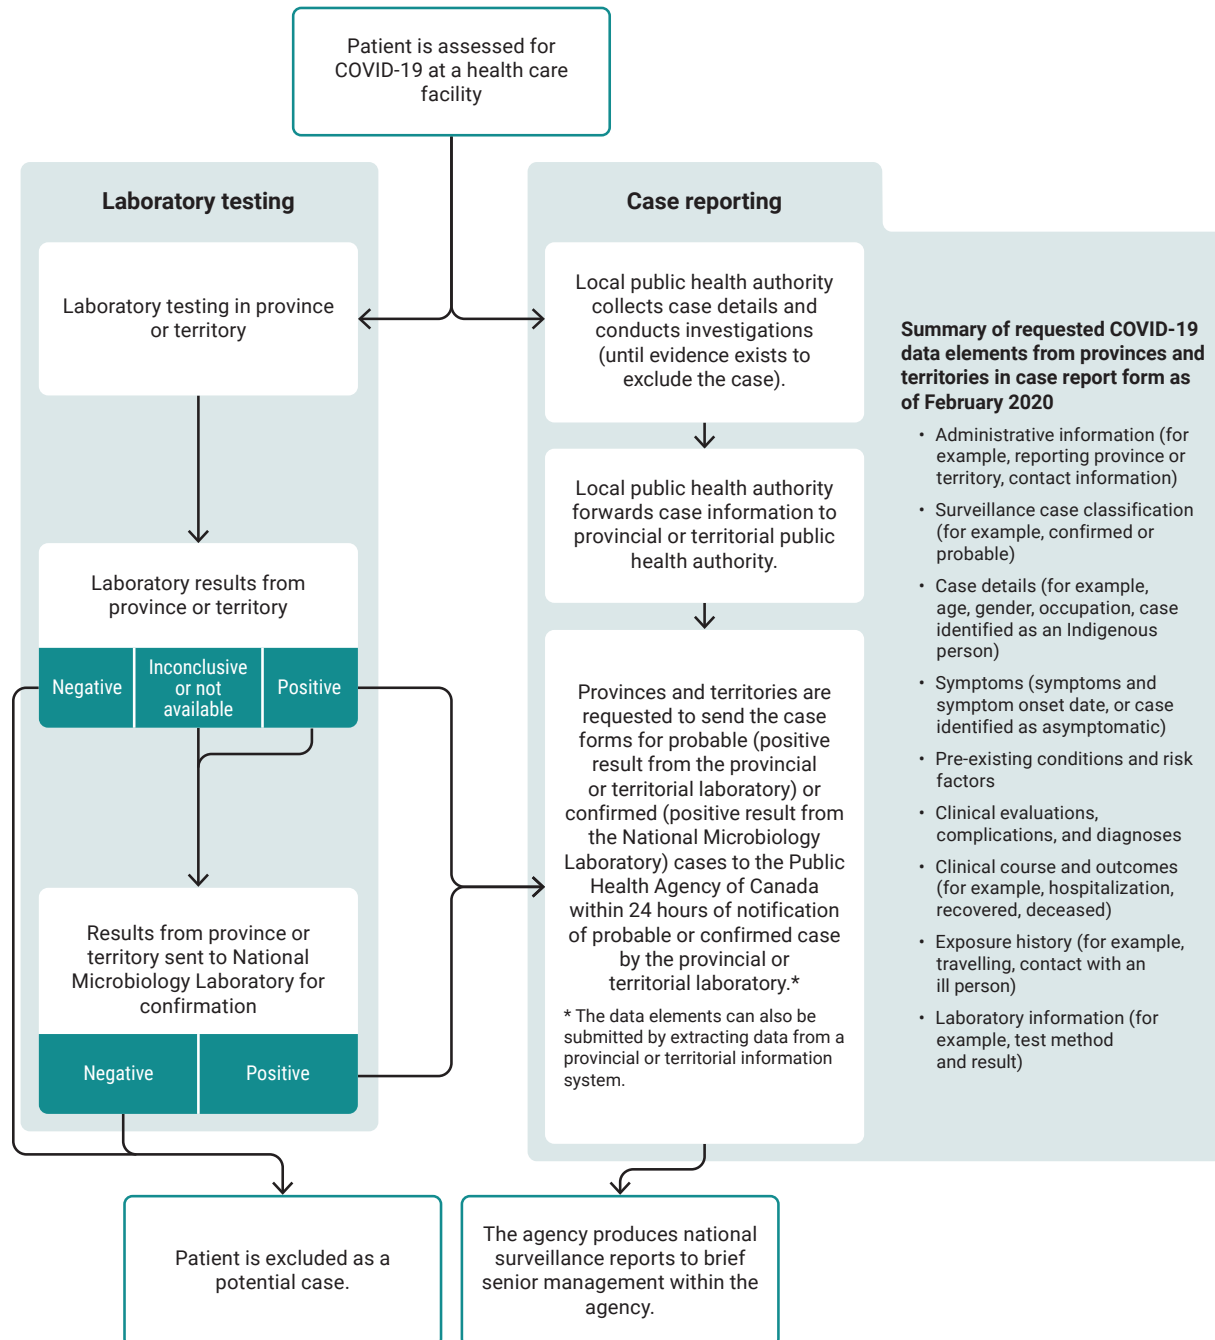 Patient is assessed for
COVID-19 at a health care
facility
Laboratory testing
Laboratory testing in province
or territory
Laboratory results from
province or territory
Negative
Inconclusive
or not
available
Positive
Results from province or
territory sent to National
Microbiology Laboratory for
confirmation
Negative
Positive
Case reporting
Local public health authority
collects case details and
conducts investigations
(until evidence exists to
exclude the case).
Local public health authority
forwards case information to
provincial or territorial public
health authority.
Provinces and territories are
requested to send the case
forms for probable (positive
result from the provincial
or territorial laboratory) or
confirmed (positive result from
the National Microbiology
Laboratory) cases to the Public
Health Agency of Canada
within 24 hours of notification
of probable or confirmed case
by the provincial or
territorial laboratory.*
* The data elements can also be
submitted by extracting data from a
provincial or territorial information
system.
Summary of requested COVID-19
data elements from provinces and
territories in case report form as
of February 2020
• Administrative information (for
example, reporting province or
territory, contact information)
• Surveillance case classification
(for example, confirmed or
probable)
• Case details (for example,
age, gender, occupation, case
identified as an Indigenous
person)
• Symptoms (symptoms and
symptom onset date, or case
identified as asymptomatic)
• Pre-existing conditions and risk
factors
• Clinical evaluations,
complications, and diagnoses
• Clinical course and outcomes
(for example, hospitalization,
recovered, deceased)
• Exposure history (for example,
travelling, contact with an
ill person)
• Laboratory information (for
example, test method
and result)
Patient is excluded as a
potential case.
The agency produces national
surveillance reports to brief
senior management within the
agency.